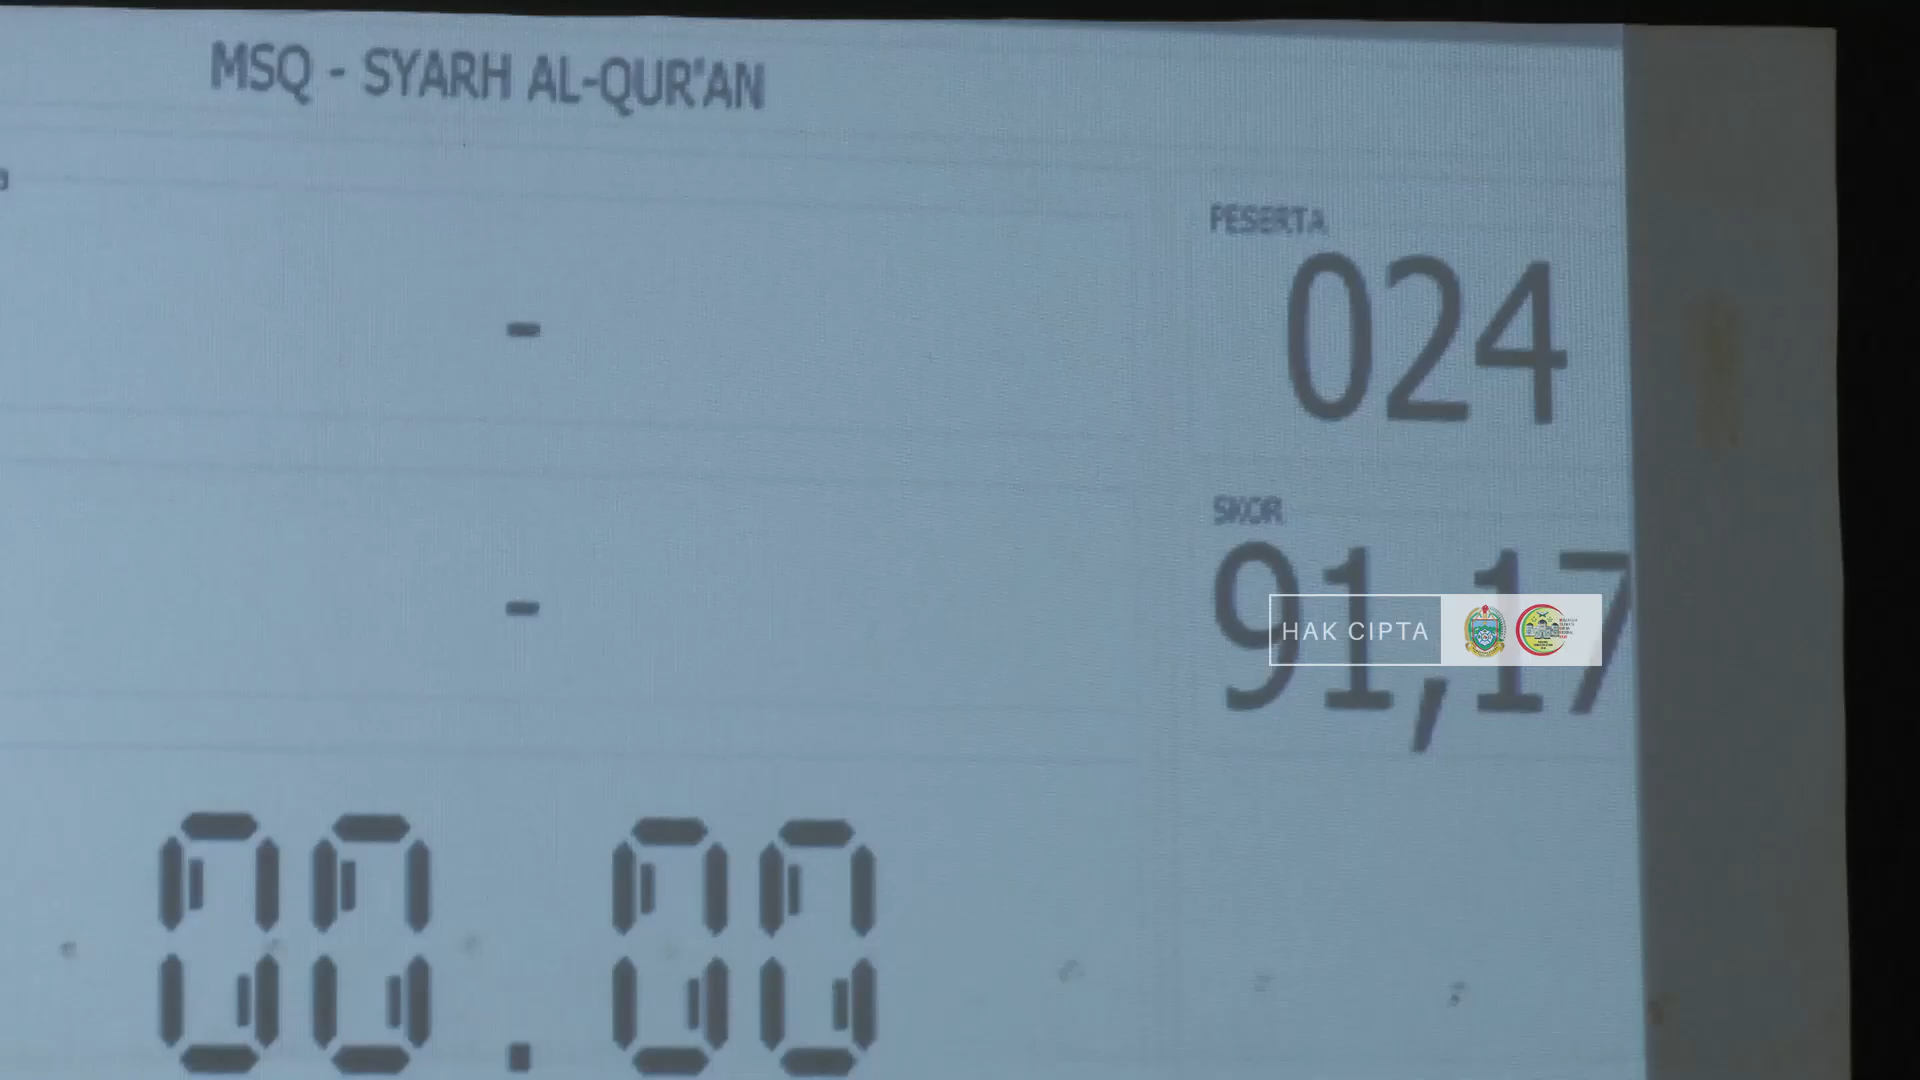 MSQ - SYARH AL-QUR'AN
PESERTA
024
-
SKOR
91,17
-
HAK CIPTA
00.00